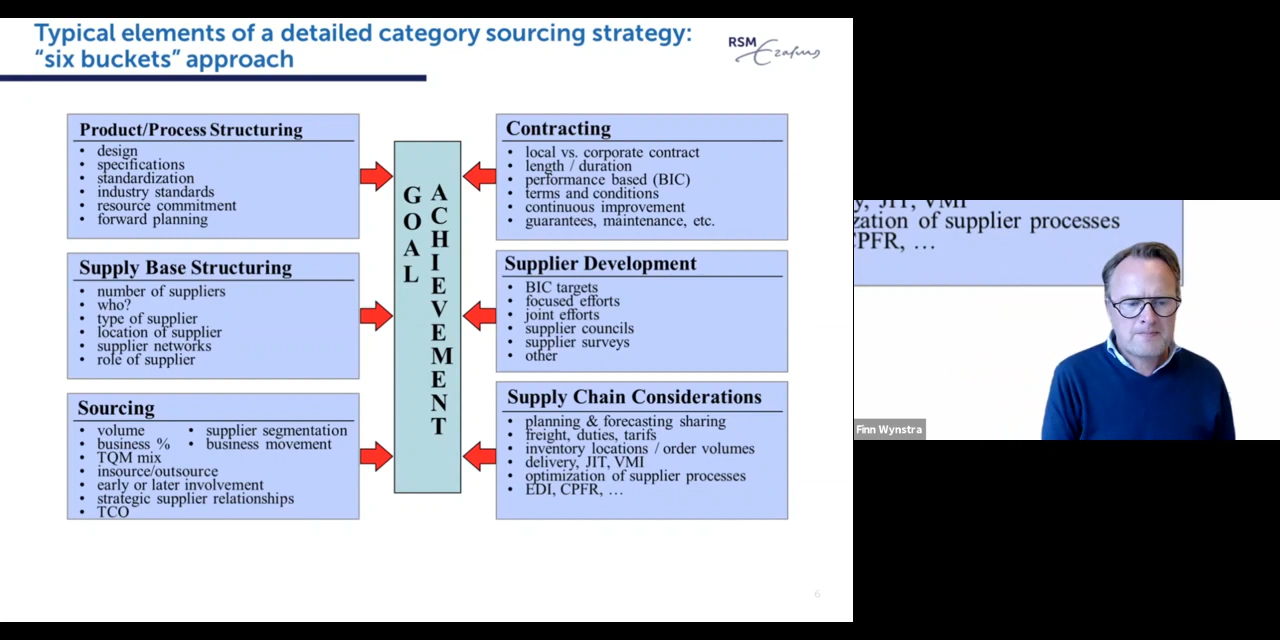 Typical elements of a detailed category sourcing strategy:
“six buckets” approach
RSM
Erasmus
Product/Process Structuring
• design
• specifications
• standardization
• industry standards
• resource commitment
• forward planning
Supply Base Structuring
• number of suppliers
• who?
• type of supplier
• location of supplier
• supplier networks
• role of supplier
Sourcing
• volume
• business %
• TQM mix
• insource/outsource
• early or later involvement
• strategic supplier relationships
• TCO
• supplier segmentation
• business movement
GOAL
ACHIEVEMENT
Contracting
• local vs. corporate contract
• length / duration
• performance based (BIC)
• terms and conditions
• continuous improvement
• guarantees, maintenance, etc.
Supplier Development
• BIC targets
• focused efforts
• joint efforts
• supplier councils
• supplier surveys
• other
Supply Chain Considerations
• planning & forecasting sharing
• freight, duties, tarifs
• inventory locations / order volumes
• delivery, JIT, VMI
• optimization of supplier processes
• EDI, CPFR, …
6
y, JIT, VMI
zation of supplier processes
CPFR, …
Finn Wynstra